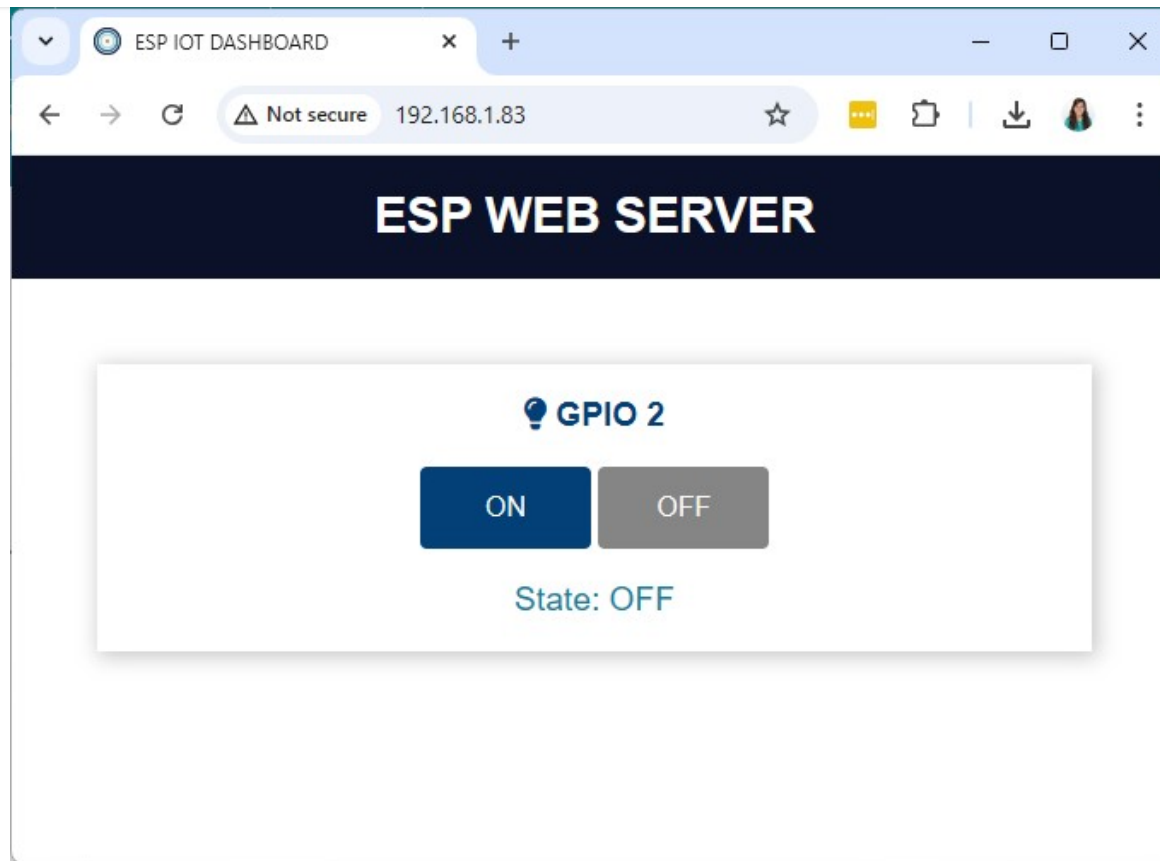 ESP IOT DASHBOARD
Not secure 192.168.1.83
ESP WEB SERVER
GPIO 2
ON OFF
State: OFF